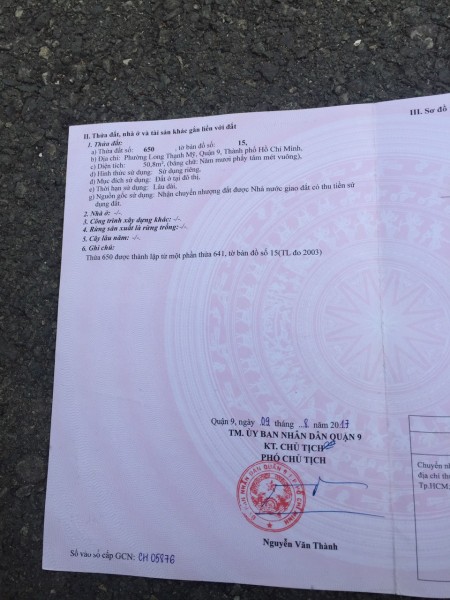 III. Sơ đồ
II. Thửa đất, nhà ở và tài sản khác gắn liền với đất
1. Thửa đất:
a) Thửa đất số: 650 , tờ bản đồ số: 15,
b) Địa chỉ: Phường Long Thạnh Mỹ, Quận 9, Thành phố Hồ Chí Minh,
c) Diện tích: 50,8m², (bằng chữ: Năm mươi phẩy tám mét vuông),
d) Hình thức sử dụng: Sử dụng riêng,
đ) Mục đích sử dụng: Đất ở tại đô thị,
e) Thời hạn sử dụng: Lâu dài,
g) Nguồn gốc sử dụng: Nhận chuyển nhượng đất được Nhà nước giao đất có thu tiền sử
dụng đất.
2. Nhà ở: -/-
3. Công trình xây dựng khác: -/-
4. Rừng sản xuất là rừng trồng: -/-
5. Cây lâu năm: -/-
6. Ghi chú:
Thửa 650 được thành lập từ một phần thửa 641, tờ bản đồ số 15(TL đo 2003)
Quận 9, ngày 09 tháng 8 năm 2017
TM. ỦY BAN NHÂN DÂN QUẬN 9
KT. CHỦ TỊCH
PHÓ CHỦ TỊCH
Nguyễn Văn Thành
Số vào sổ cấp GCN: CH 05876
Chuyển nh
địa chỉ th
Tp.HCM.